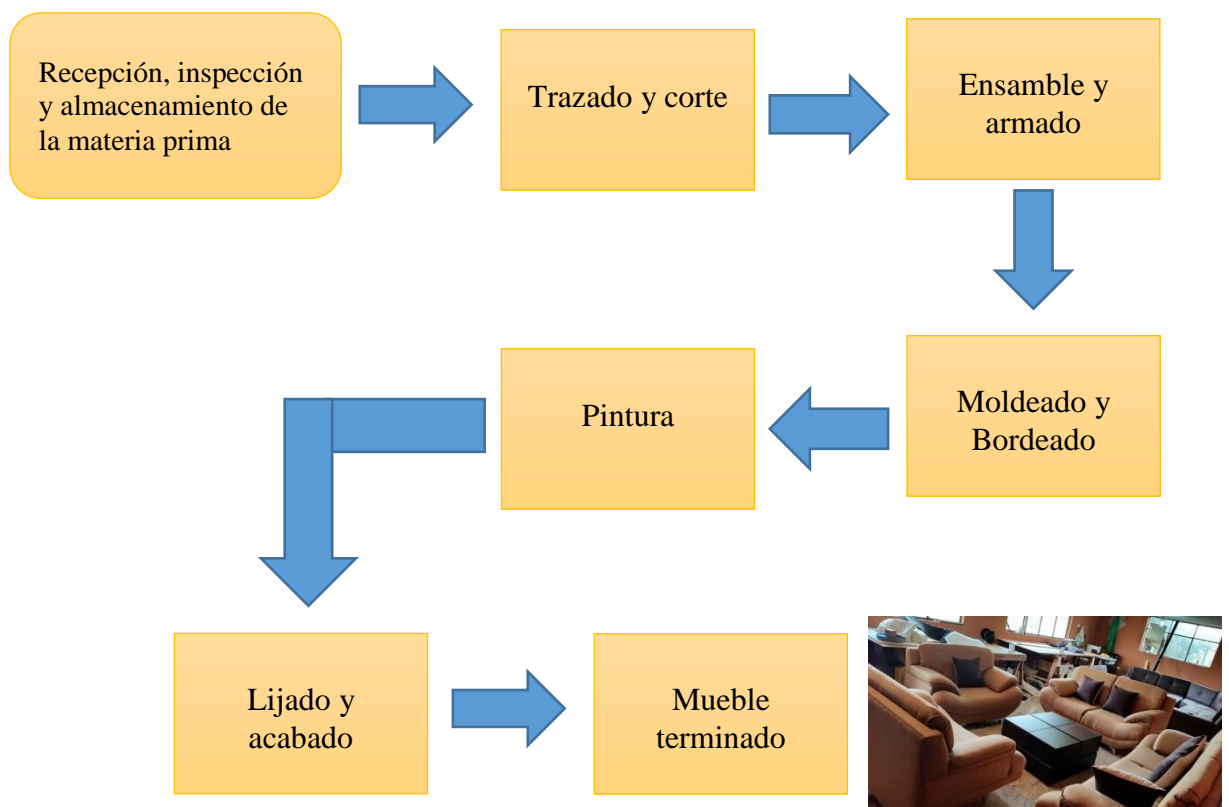 Recepción, inspección
y almacenamiento de
la materia prima
Trazado y corte
Ensamble y
armado
Moldeado y
Bordeado
Pintura
Lijado y
acabado
Mueble
terminado